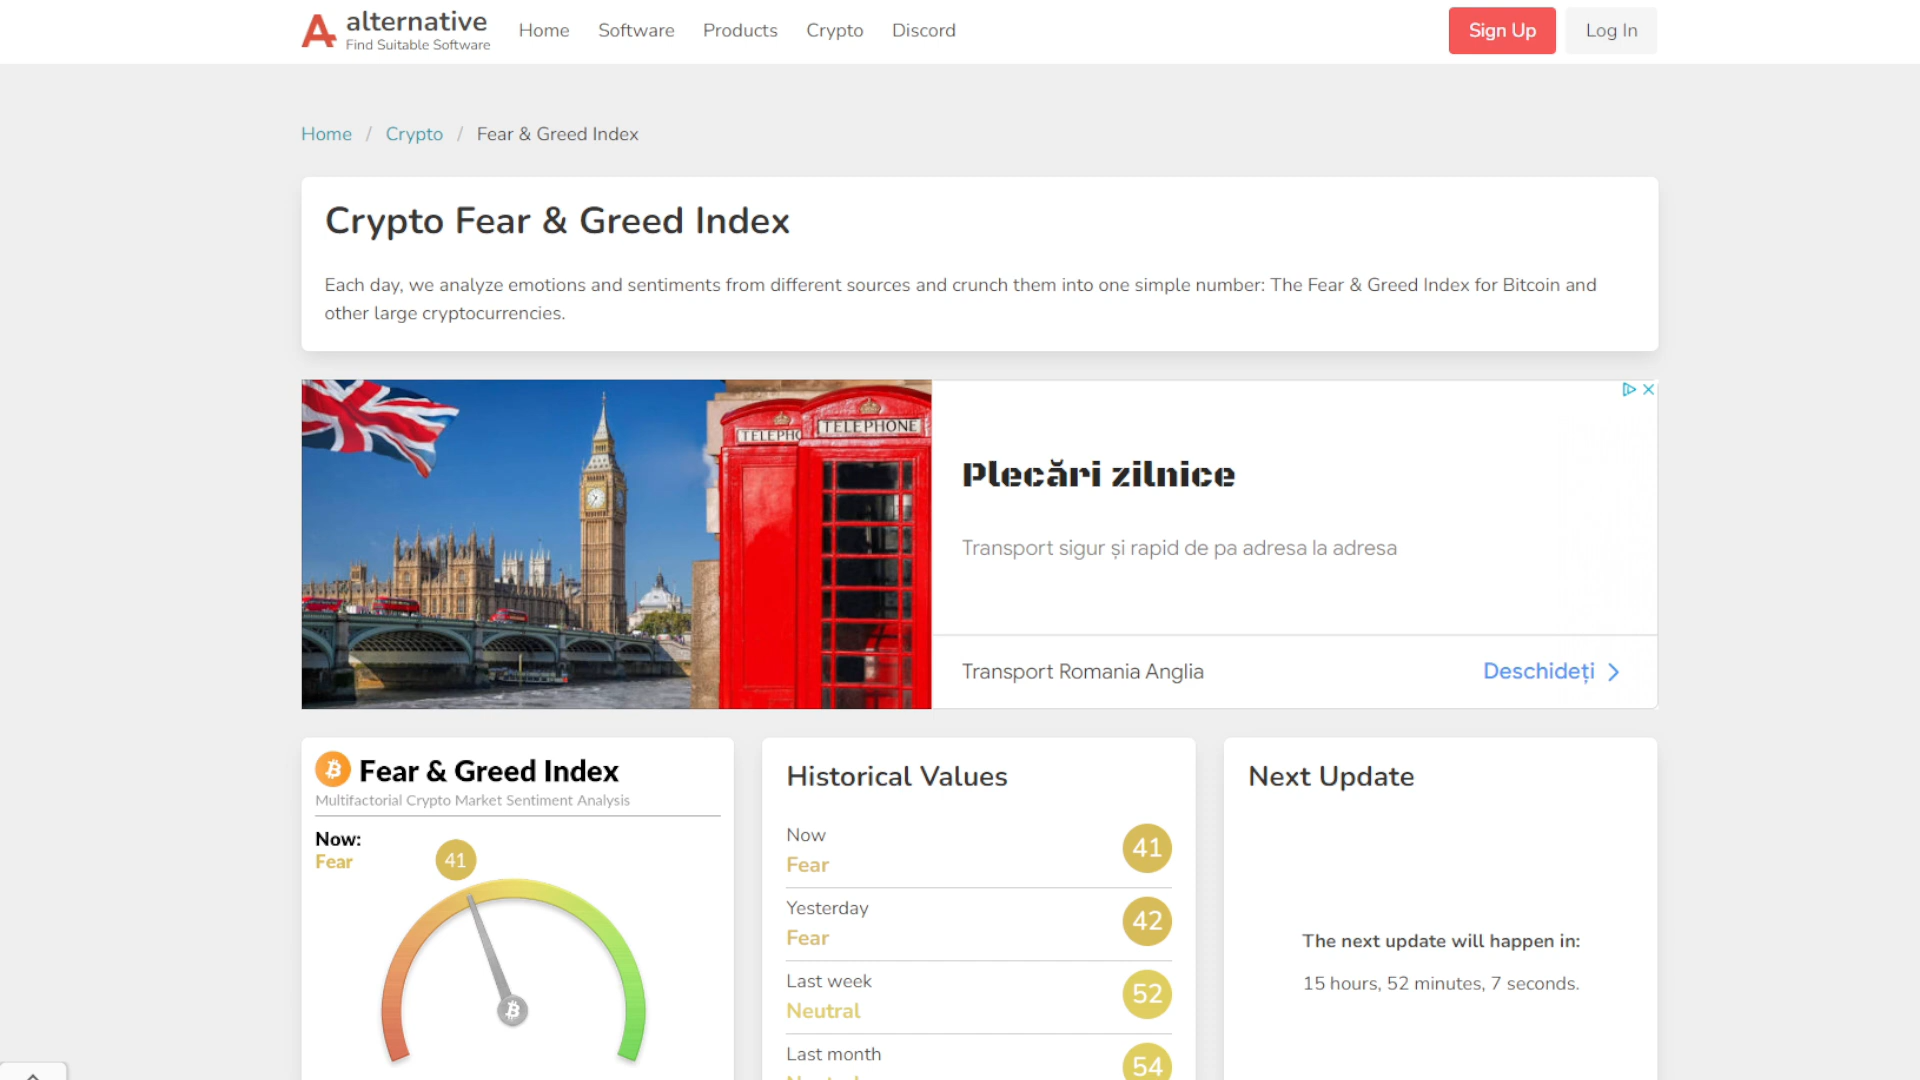 alternative
Find Suitable Software
Home
Software
Products
Crypto
Discord
Sign Up
Log In
Home / Crypto / Fear & Greed Index
Crypto Fear & Greed Index
Each day, we analyze emotions and sentiments from different sources and crunch them into one simple number: The Fear & Greed Index for Bitcoin and
other large cryptocurrencies.
TELEPHO
TELEPHONE
Plecări zilnice
Transport sigur și rapid de pa adresa la adresa
Transport Romania Anglia
Deschideți
Fear & Greed Index
Multifactorial Crypto Market Sentiment Analysis
Now:
Fear
41
Historical Values
Now
Fear
41
Yesterday
Fear
42
Last week
Neutral
52
Last month
54
Next Update
The next update will happen in:
15 hours, 52 minutes, 7 seconds.